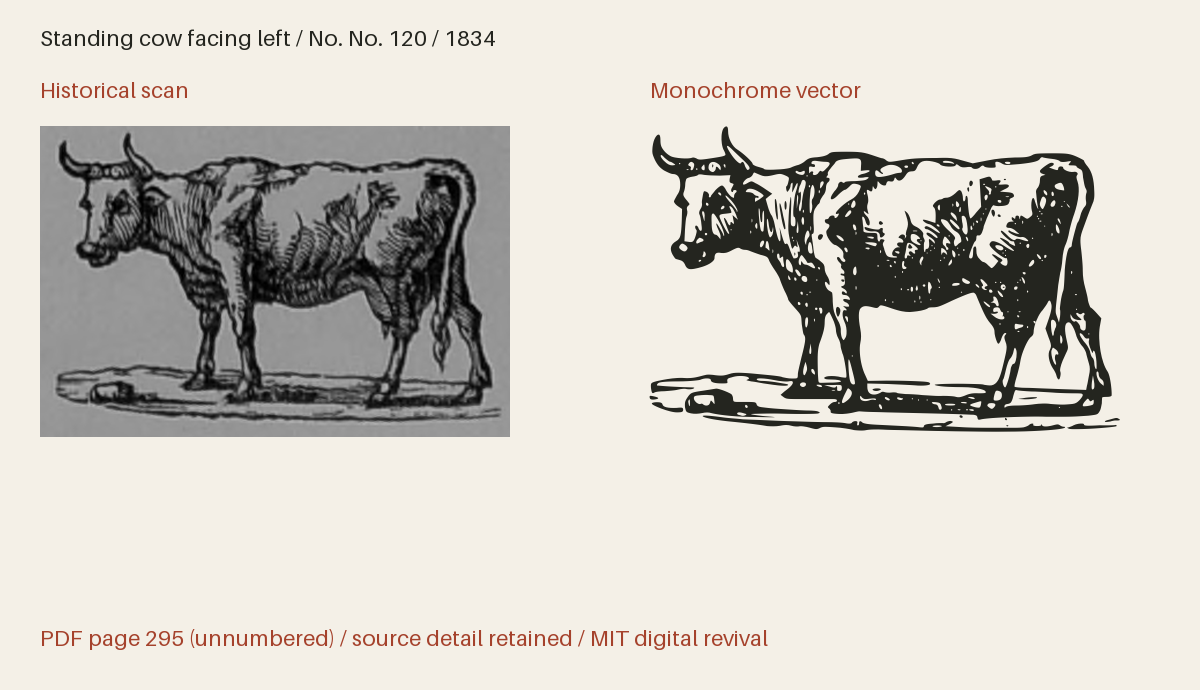 Standing cow facing left / No. No. 120 / 1834
Historical scan
Monochrome vector
PDF page 295 (unnumbered) / source detail retained / MIT digital revival